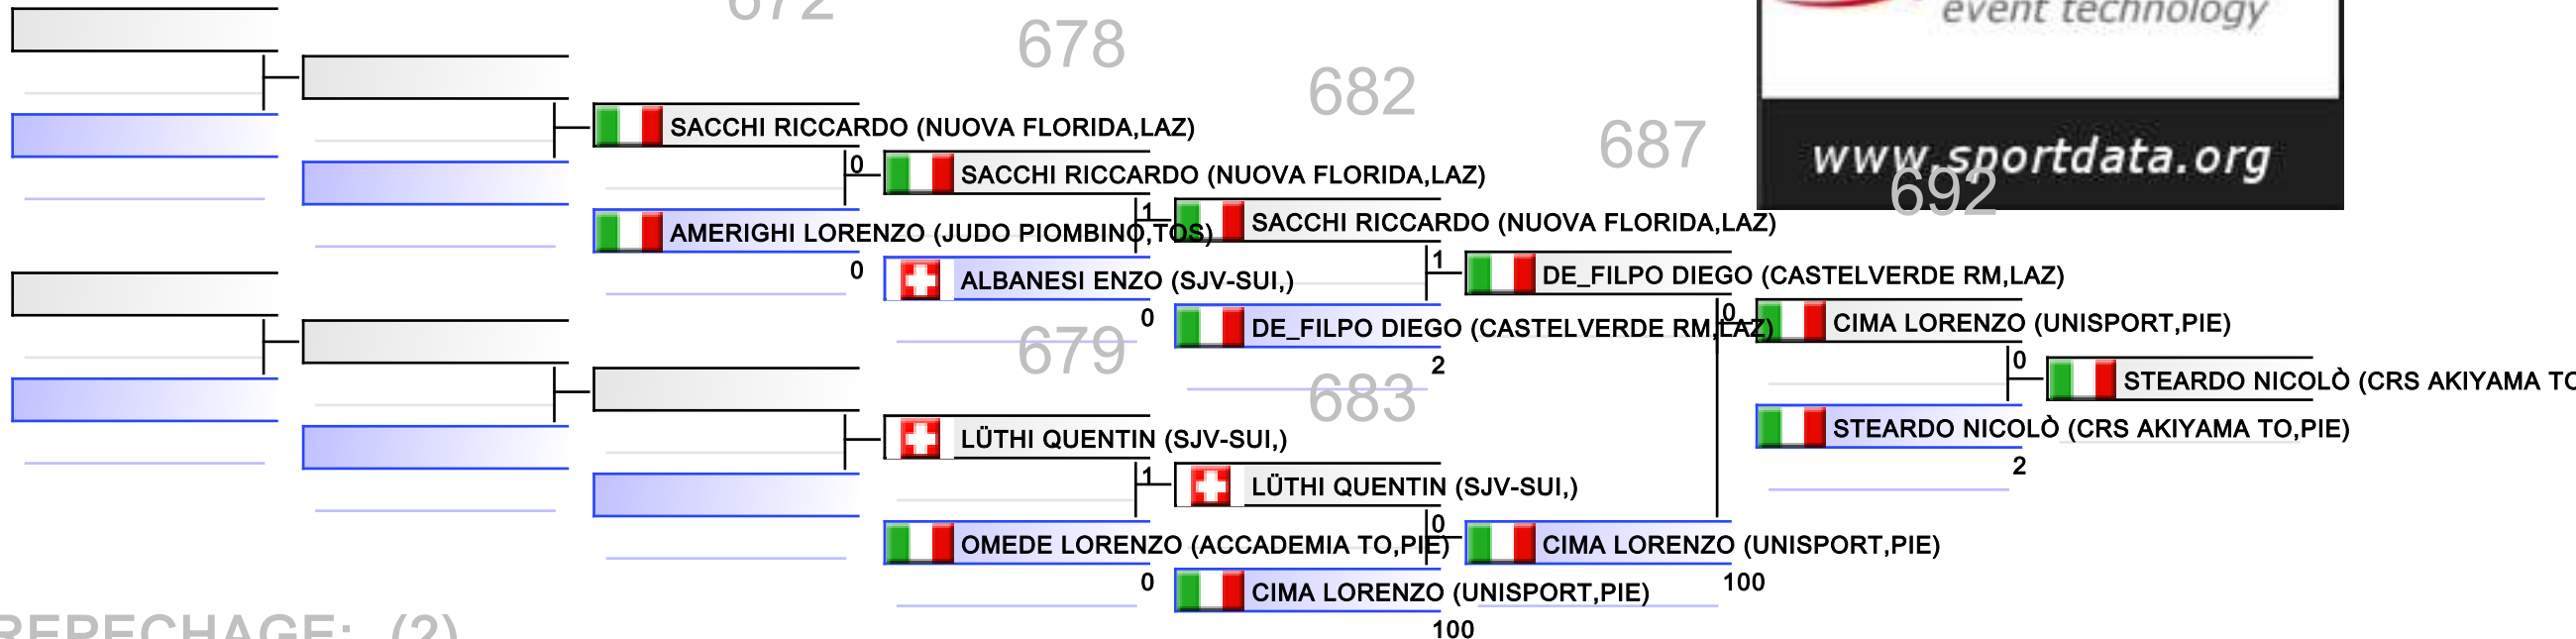 event technology
672
678
682
SACCHI RICCARDO (NUOVA FLORIDA,LAZ)
687
www.sportdata.org
0
SACCHI RICCARDO (NUOVA FLORIDA,LAZ)
692
1
SACCHI RICCARDO (NUOVA FLORIDA,LAZ)
AMERIGHI LORENZO (JUDO PIOMBINO,TOS)
0
ALBANESI ENZO (SJV-SUI,)
1
DE_FILPO DIEGO (CASTELVERDE RM,LAZ)
0
DE_FILPO DIEGO (CASTELVERDE RM,LAZ)
0
CIMA LORENZO (UNISPORT,PIE)
679
2
0
STEARDO NICOLÒ (CRS AKIYAMA TO
683
STEARDO NICOLÒ (CRS AKIYAMA TO,PIE)
LÜTHI QUENTIN (SJV-SUI,)
2
1
LÜTHI QUENTIN (SJV-SUI,)
0
OMEDE LORENZO (ACCADEMIA TO,PIE)
CIMA LORENZO (UNISPORT,PIE)
0
CIMA LORENZO (UNISPORT,PIE)
100
100
REPECHAGE: (2)